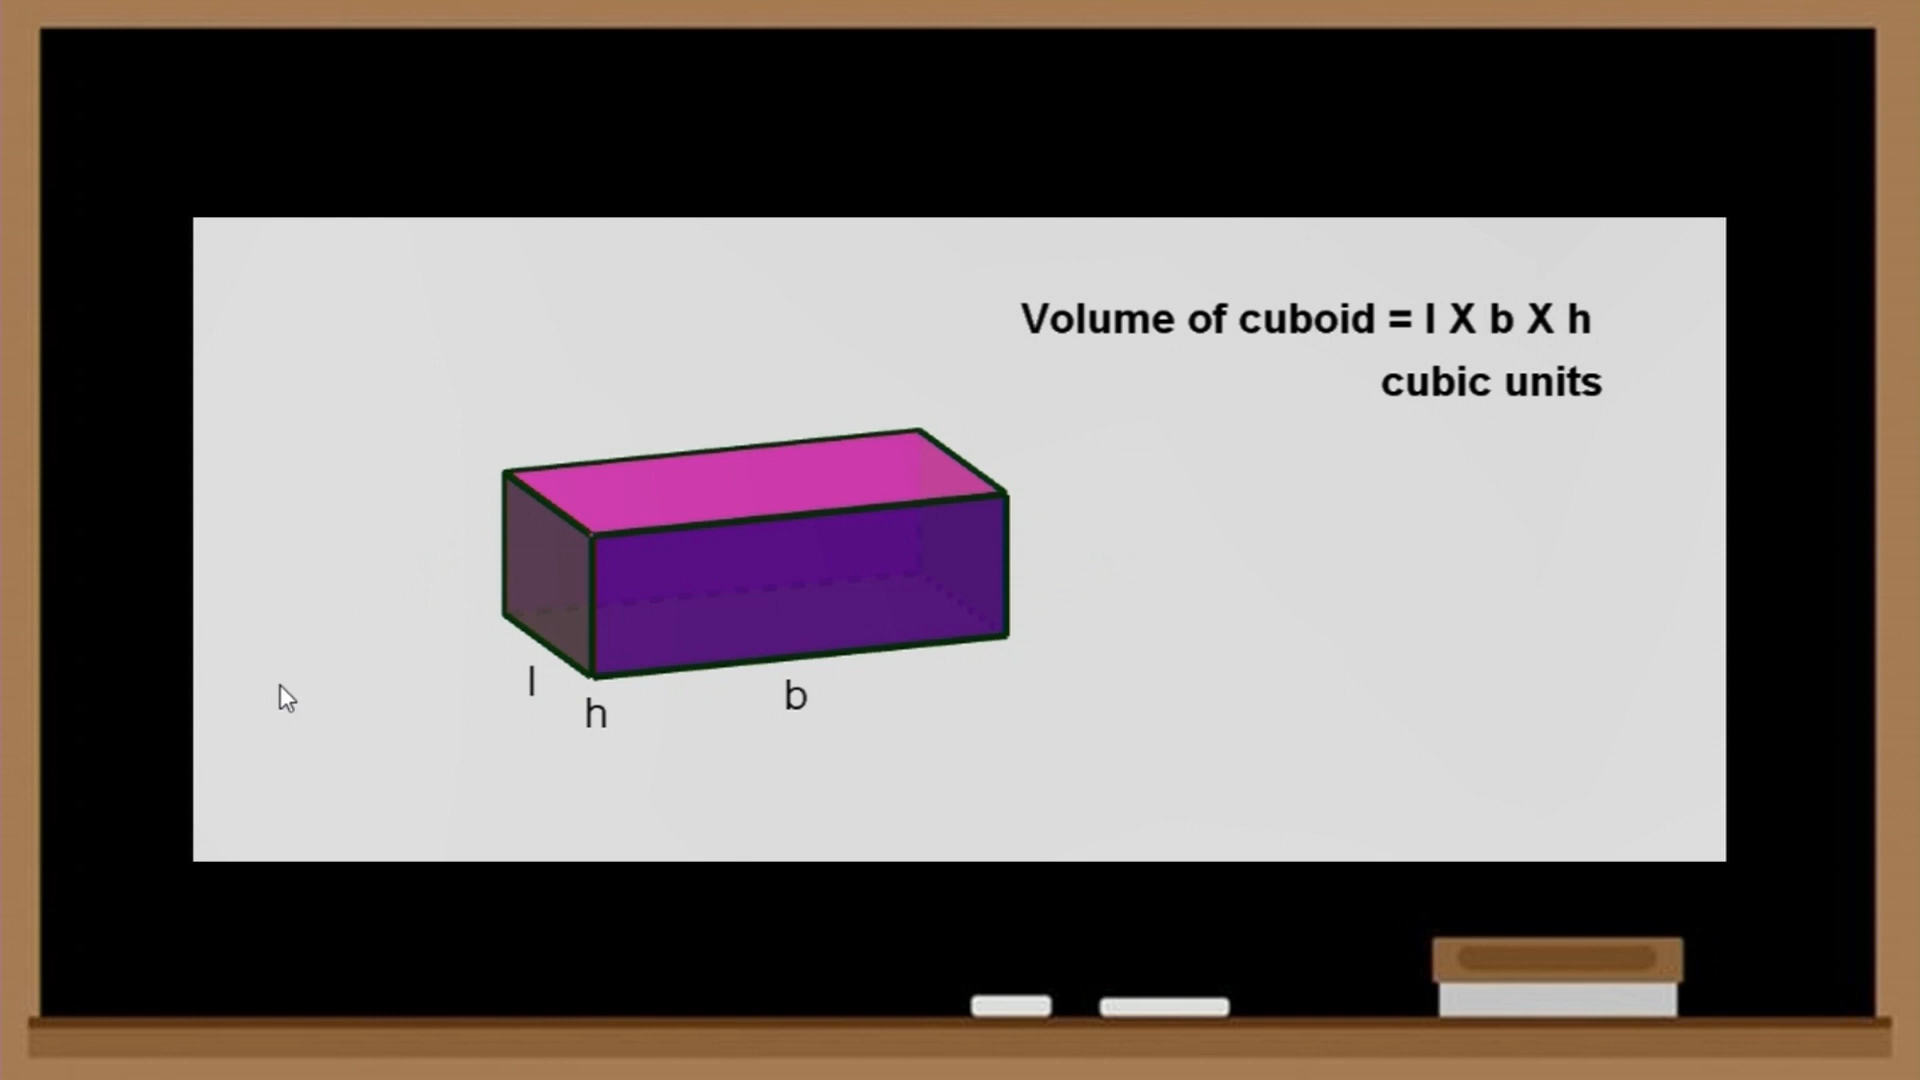 Volume of cuboid = l X b X h
cubic units
l
h
b